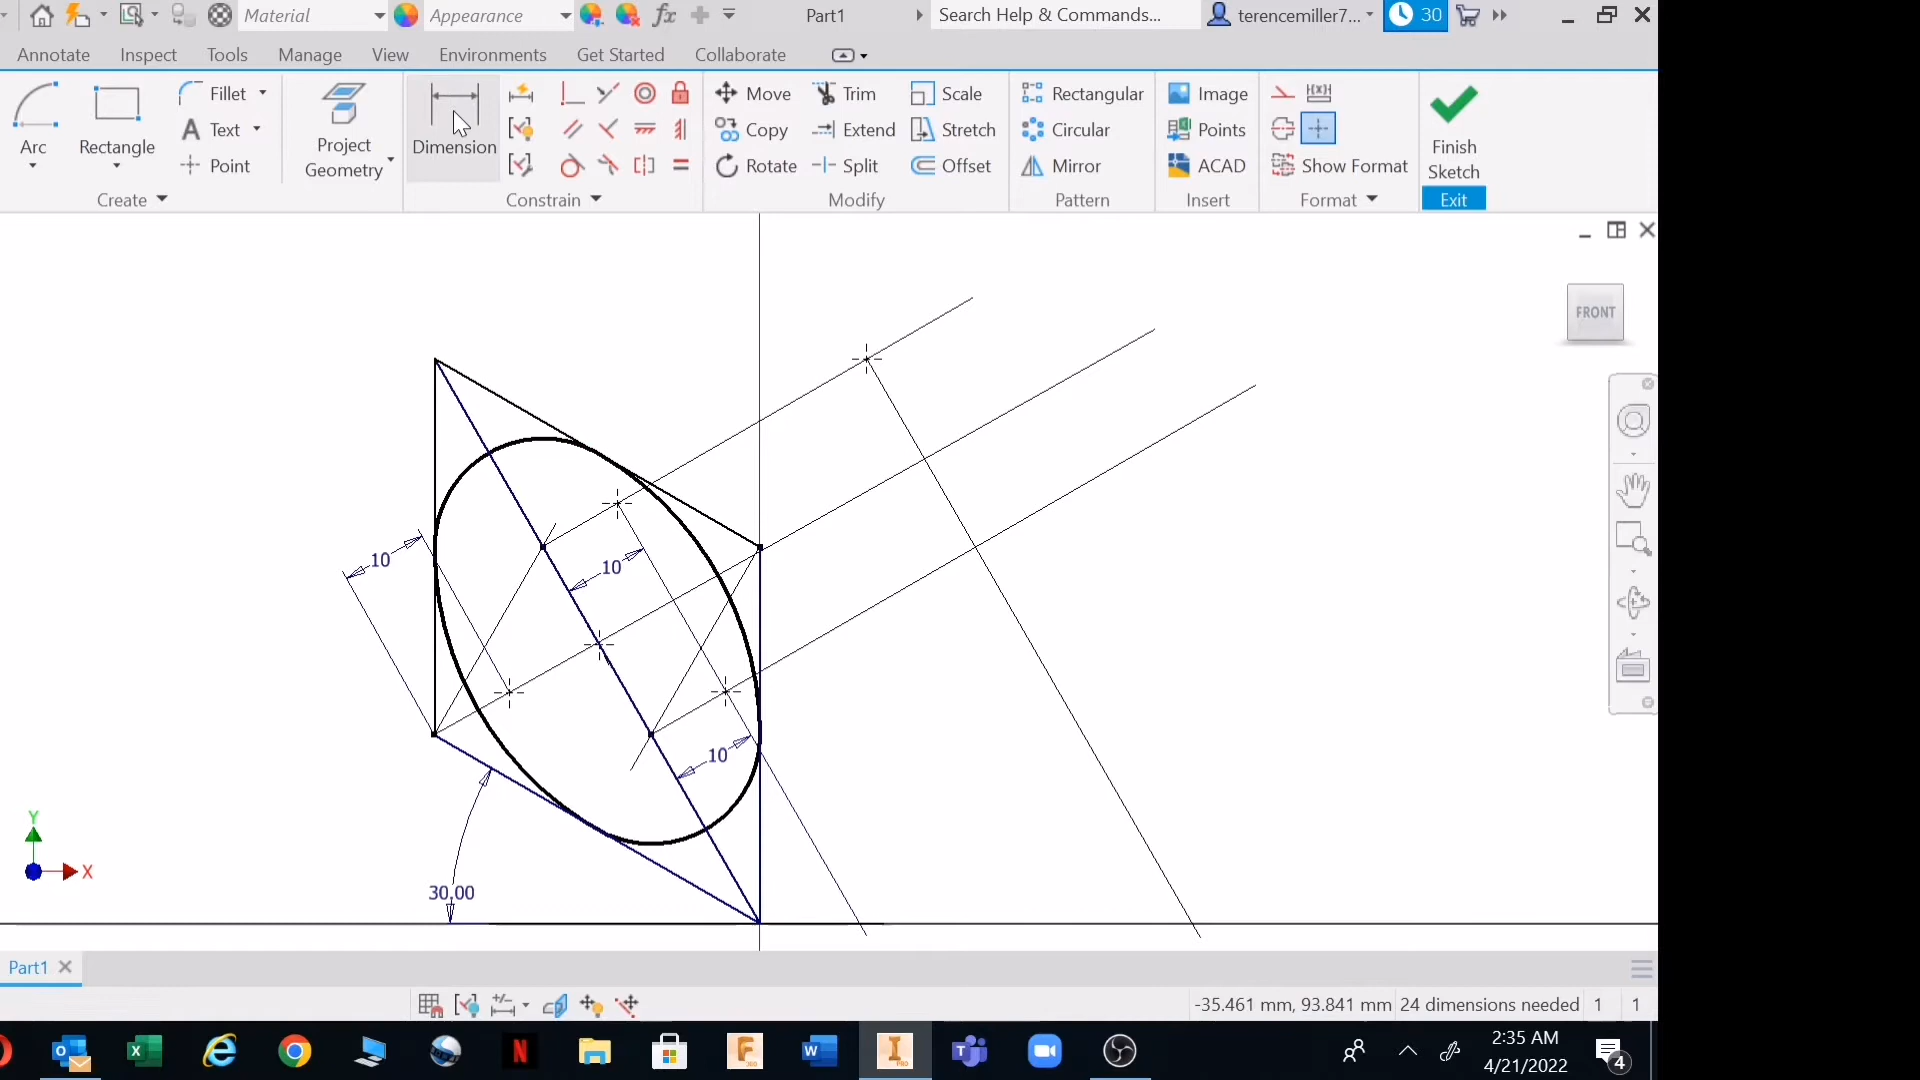 Material
Appearance
fx
Part1
Search Help & Commands...
terencemiller7...
30
Annotate Inspect Tools Manage View Environments Get Started Collaborate
Fillet
Move Trim Scale
Rectangular
Image
Text
Copy Extend Stretch
Circular
Points
Arc Rectangle
Project
Geometry
Dimension
Finish
Sketch
Point
Rotate Split Offset
Mirror
ACAD
Show Format
Create
Constrain
Modify
Pattern
Insert
Format
Exit
FRONT
10
10
10
30.00
Y
X
Part1
-35.461 mm, 93.841 mm 24 dimensions needed 1 1
2:35 AM
4/21/2022
4